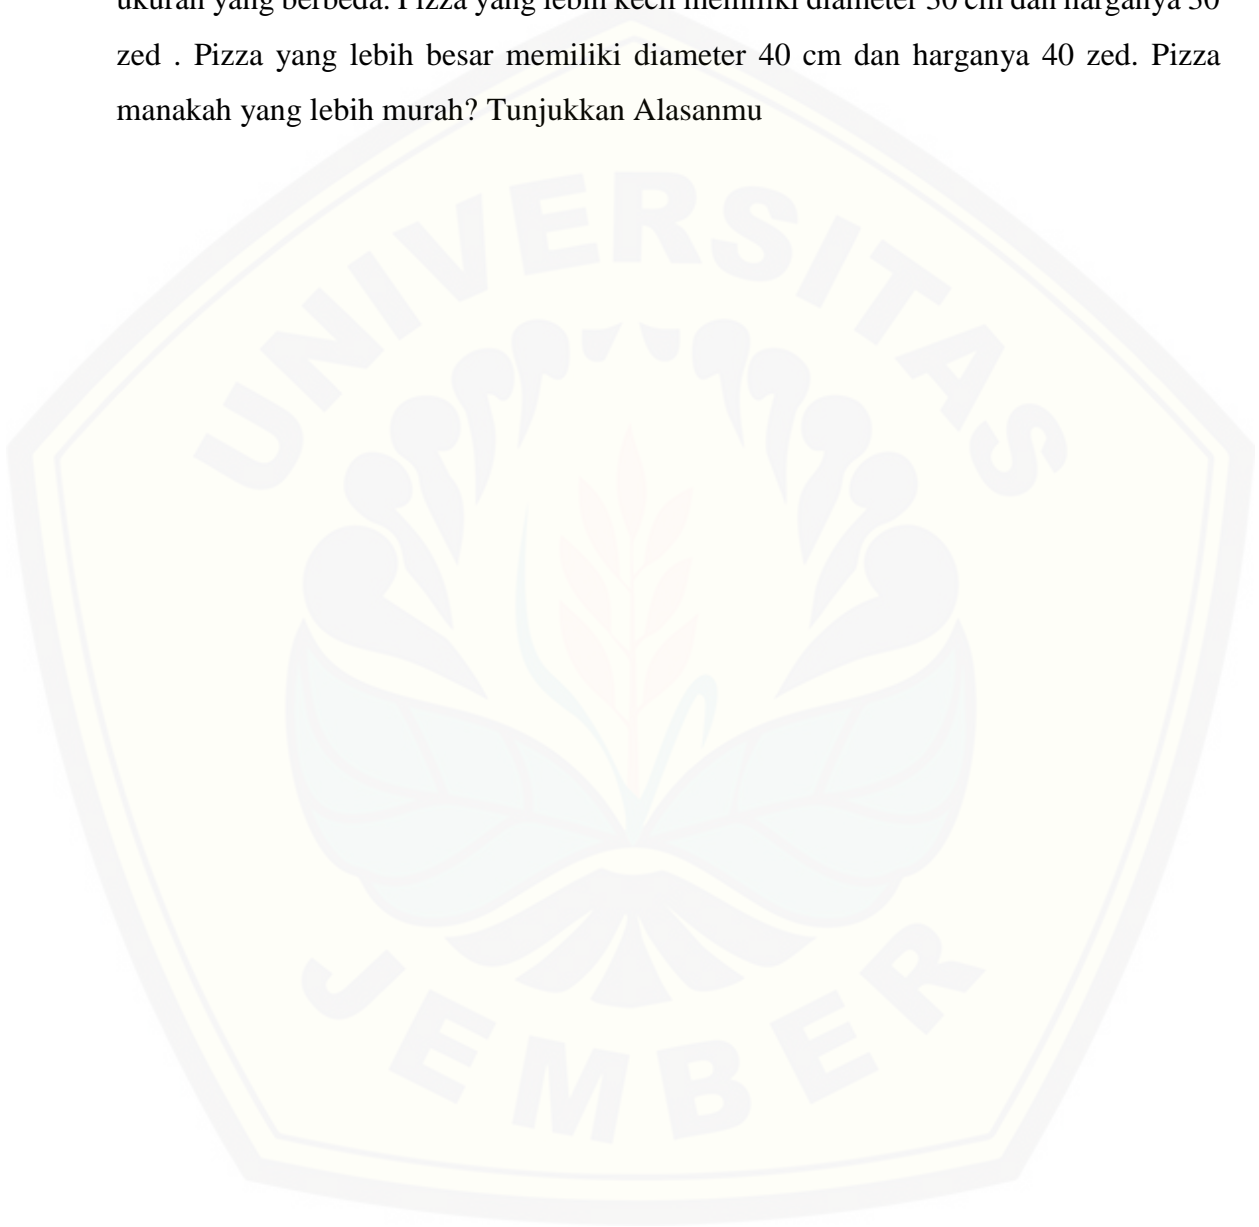 ukuran yang berbeda. Pizza yang lebih kecil memiliki diameter 30 cm dan harganya 30
zed . Pizza yang lebih besar memiliki diameter 40 cm dan harganya 40 zed. Pizza
manakah yang lebih murah? Tunjukkan Alasanmu
UNIVERSITAS
JEMBER